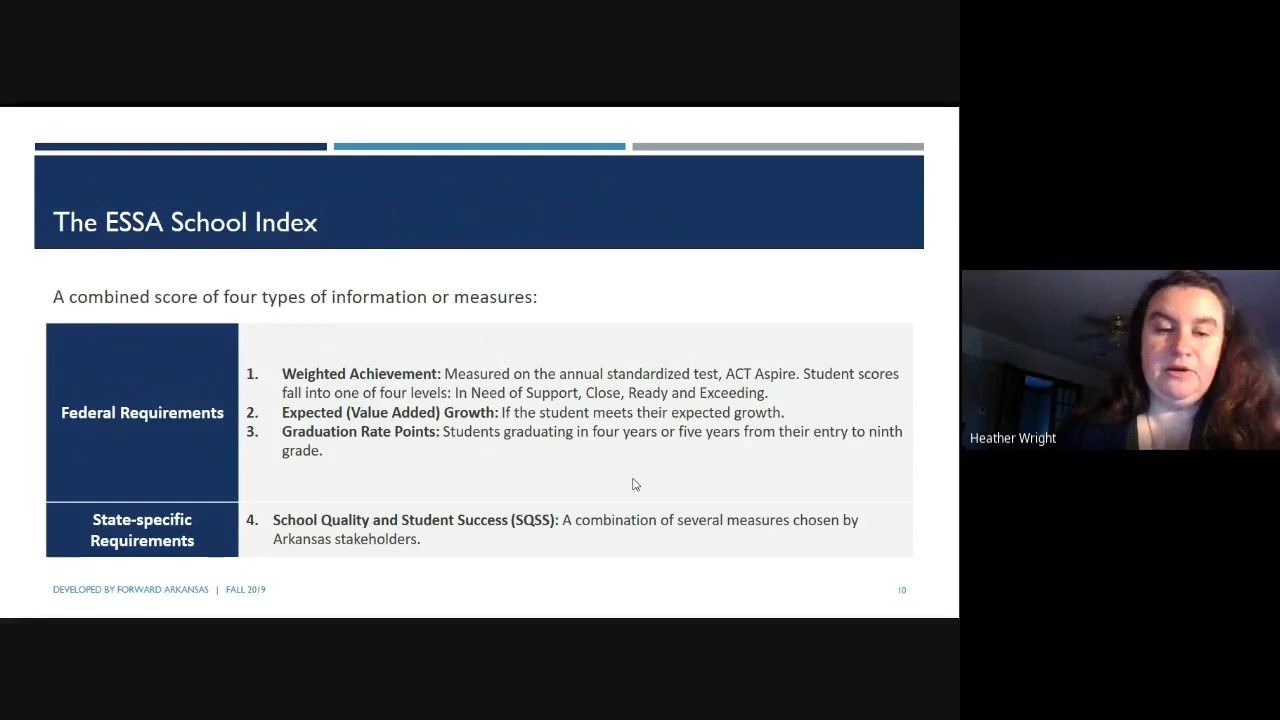 The ESSA School Index
A combined score of four types of information or measures:
Federal Requirements
1. Weighted Achievement: Measured on the annual standardized test, ACT Aspire. Student scores
fall into one of four levels: In Need of Support, Close, Ready and Exceeding.
2. Expected (Value Added) Growth: If the student meets their expected growth.
3. Graduation Rate Points: Students graduating in four years or five years from their entry to ninth
grade.
State-specific
Requirements
4. School Quality and Student Success (SQSS): A combination of several measures chosen by
Arkansas stakeholders.
DEVELOPED BY FORWARD ARKANSAS | FALL 2019
10
Heather Wright